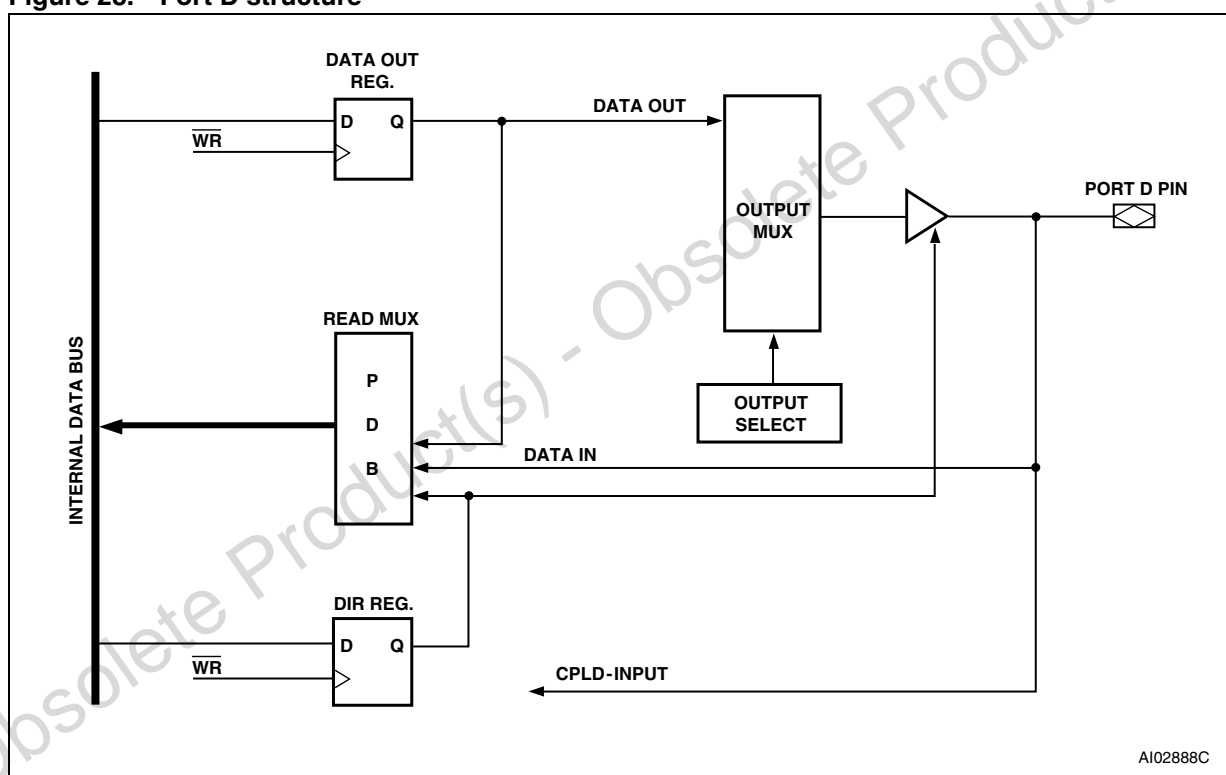 Figure 28. Port D structure
DATA OUT
REG.
D Q
WR
DATA OUT
OUTPUT
MUX
PORT D PIN
READ MUX
P
D
B
INTERNAL DATA BUS
OUTPUT
SELECT
DATA IN
DIR REG.
D Q
WR
CPLD-INPUT
AI02888C
Obsolete Product(s) - Obsolete Product